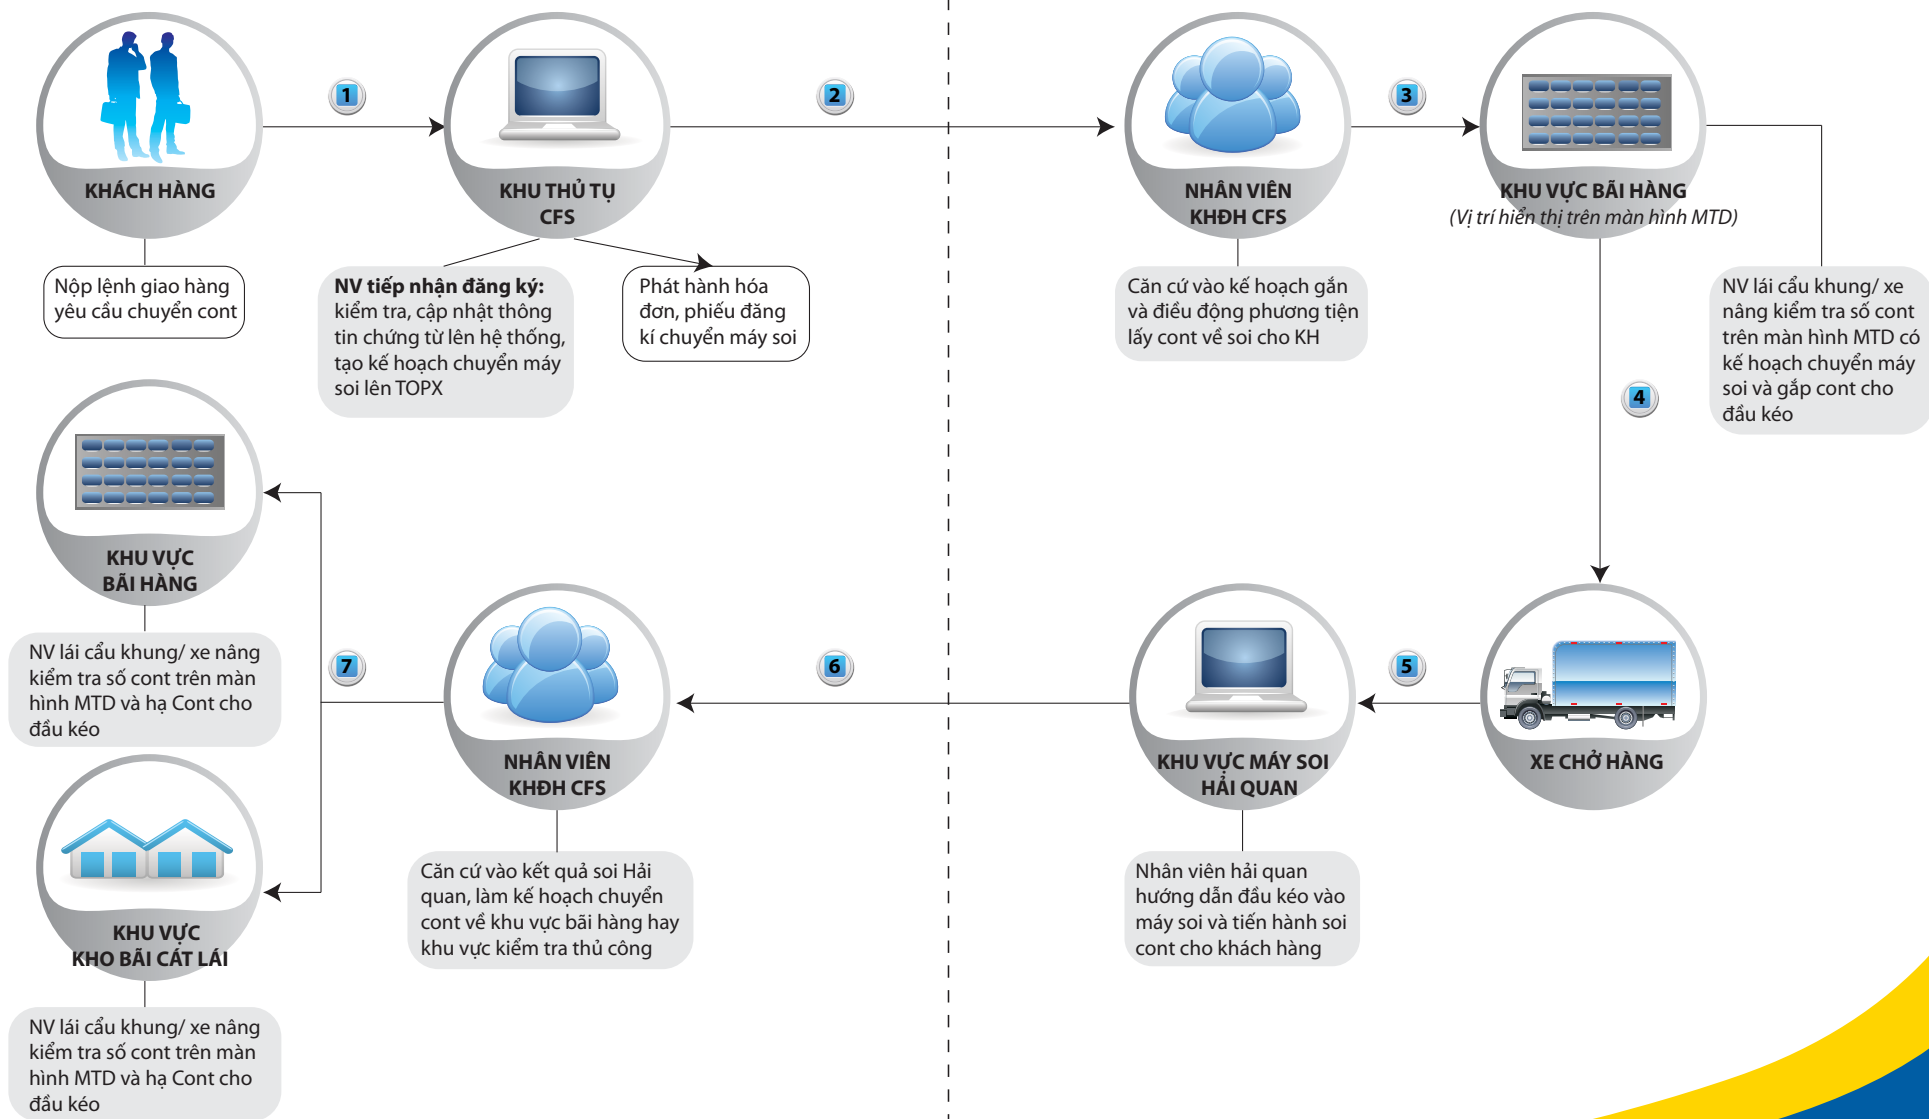 1
2
3
KHÁCH HÀNG
KHU THỦ TỤ
CFS
NHÂN VIÊN
KHĐH CFS
KHU VỰC BÃI HÀNG
(Vị trí hiển thị trên màn hình MTD)
Nộp lệnh giao hàng
yêu cầu chuyển cont
NV tiếp nhận đăng ký:
kiểm tra, cập nhật thông
tin chứng từ lên hệ thống,
tạo kế hoạch chuyển máy
soi lên TOPX
Phát hành hóa
đơn, phiếu đăng
kí chuyển máy soi
Căn cứ vào kế hoạch gắn
và điều động phương tiện
lấy cont về soi cho KH
NV lái cẩu khung/ xe
nâng kiểm tra số cont
trên màn hình MTD có
kế hoạch chuyển máy
soi và gắp cont cho
đầu kéo
4
XE CHỞ HÀNG
5
KHU VỰC MÁY SOI
HẢI QUAN
Nhân viên hải quan
hướng dẫn đầu kéo vào
máy soi và tiến hành soi
cont cho khách hàng
6
NHÂN VIÊN
KHĐH CFS
Căn cứ vào kết quả soi Hải
quan, làm kế hoạch chuyển
cont về khu vực bãi hàng hay
khu vực kiểm tra thủ công
7
KHU VỰC
BÃI HÀNG
NV lái cẩu khung/ xe nâng
kiểm tra số cont trên màn
hình MTD và hạ Cont cho
đầu kéo
KHU VỰC
KHO BÃI CÁT LÁI
NV lái cẩu khung/ xe nâng
kiểm tra số cont trên màn
hình MTD và hạ Cont cho
đầu kéo